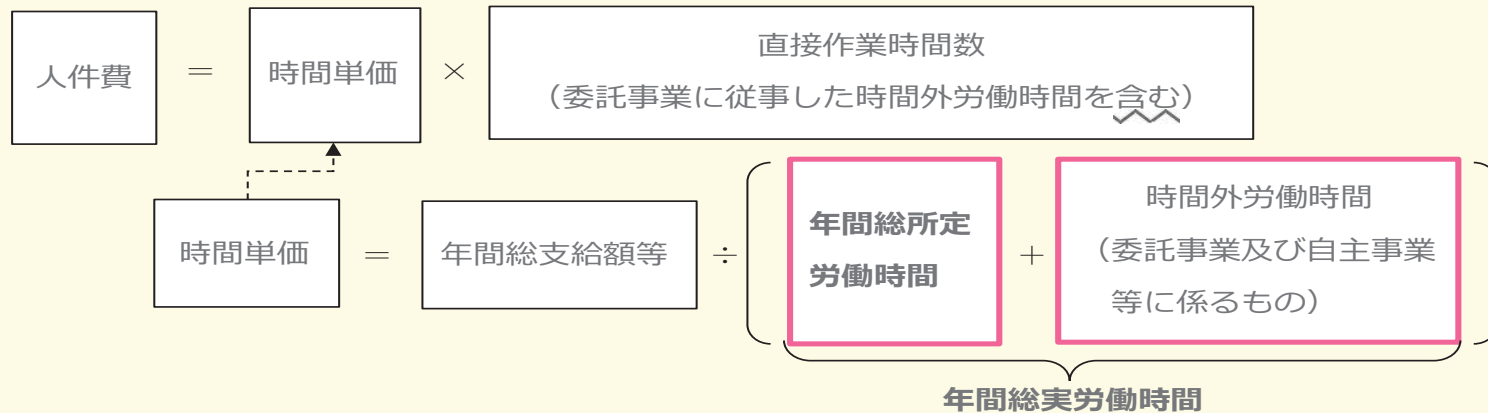 人件費 = 時間単価 × 直接作業時間数
（委託事業に従事した時間外労働時間を含む）
時間単価 = 年間総支給額等 ÷ 年間総所定
労働時間 + 時間外労働時間
（委託事業及び自主事業
等に係るもの）
年間総実労働時間